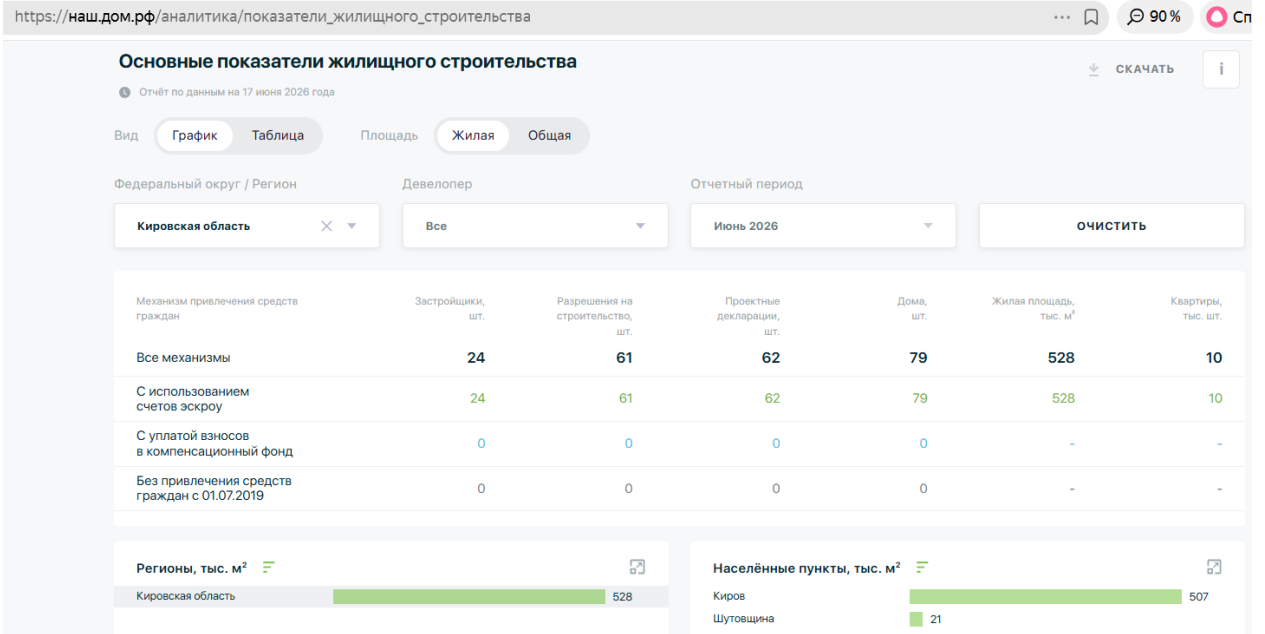 https://наш.дом.рф/аналитика/показатели_жилищного_строительства ... 90 % Сп
Основные показатели жилищного строительства
СКАЧАТЬ i
Отчёт по данным на 17 июня 2026 года
Вид График Таблица Площадь Жилая Общая
Федеральный округ / Регион Девелопер Отчетный период
Кировская область Все Июнь 2026 ОЧИСТИТЬ
Механизм привлечения средств Застройщики, Разрешения на Проектные Дома, Жилая площадь, Квартиры,
граждан шт. строительство, декларации, шт. тыс. м² тыс. шт.
шт. шт.
Все механизмы 24 61 62 79 528 10
С использованием
счетов эскроу 24 61 62 79 528 10
С уплатой взносов
в компенсационный фонд 0 0 0 0 - -
Без привлечения средств
граждан с 01.07.2019 0 0 0 0 - -
Регионы, тыс. м² Населённые пункты, тыс. м²
Кировская область 528 Киров 507
Шутовщина 21